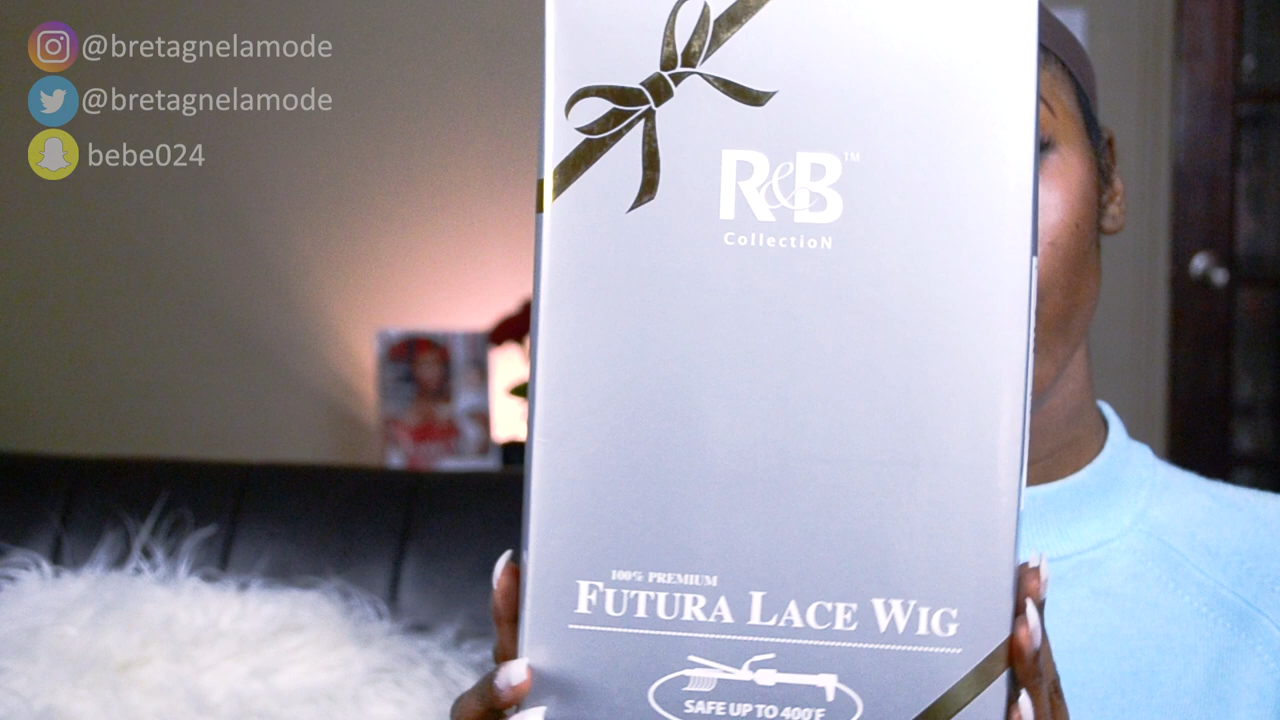 @bretagnelamode
@bretagnelamode
bebe024
R&B™
CollectioN
100% PREMIUM
FUTURA LACE WIG
SAFE UP TO 400°F